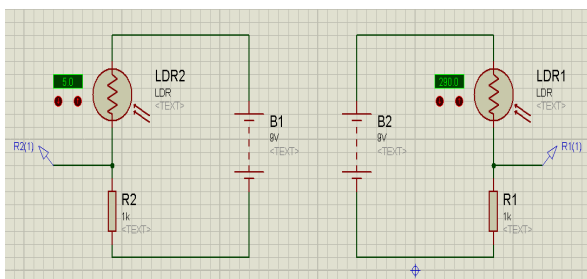 5.0
LDR2
LDR
<TEXT>
R2(1)
R2
1k
<TEXT>
B1
9V
<TEXT>
B2
9V
<TEXT>
290.0
LDR1
LDR
<TEXT>
R1(1)
R1
1k
<TEXT>